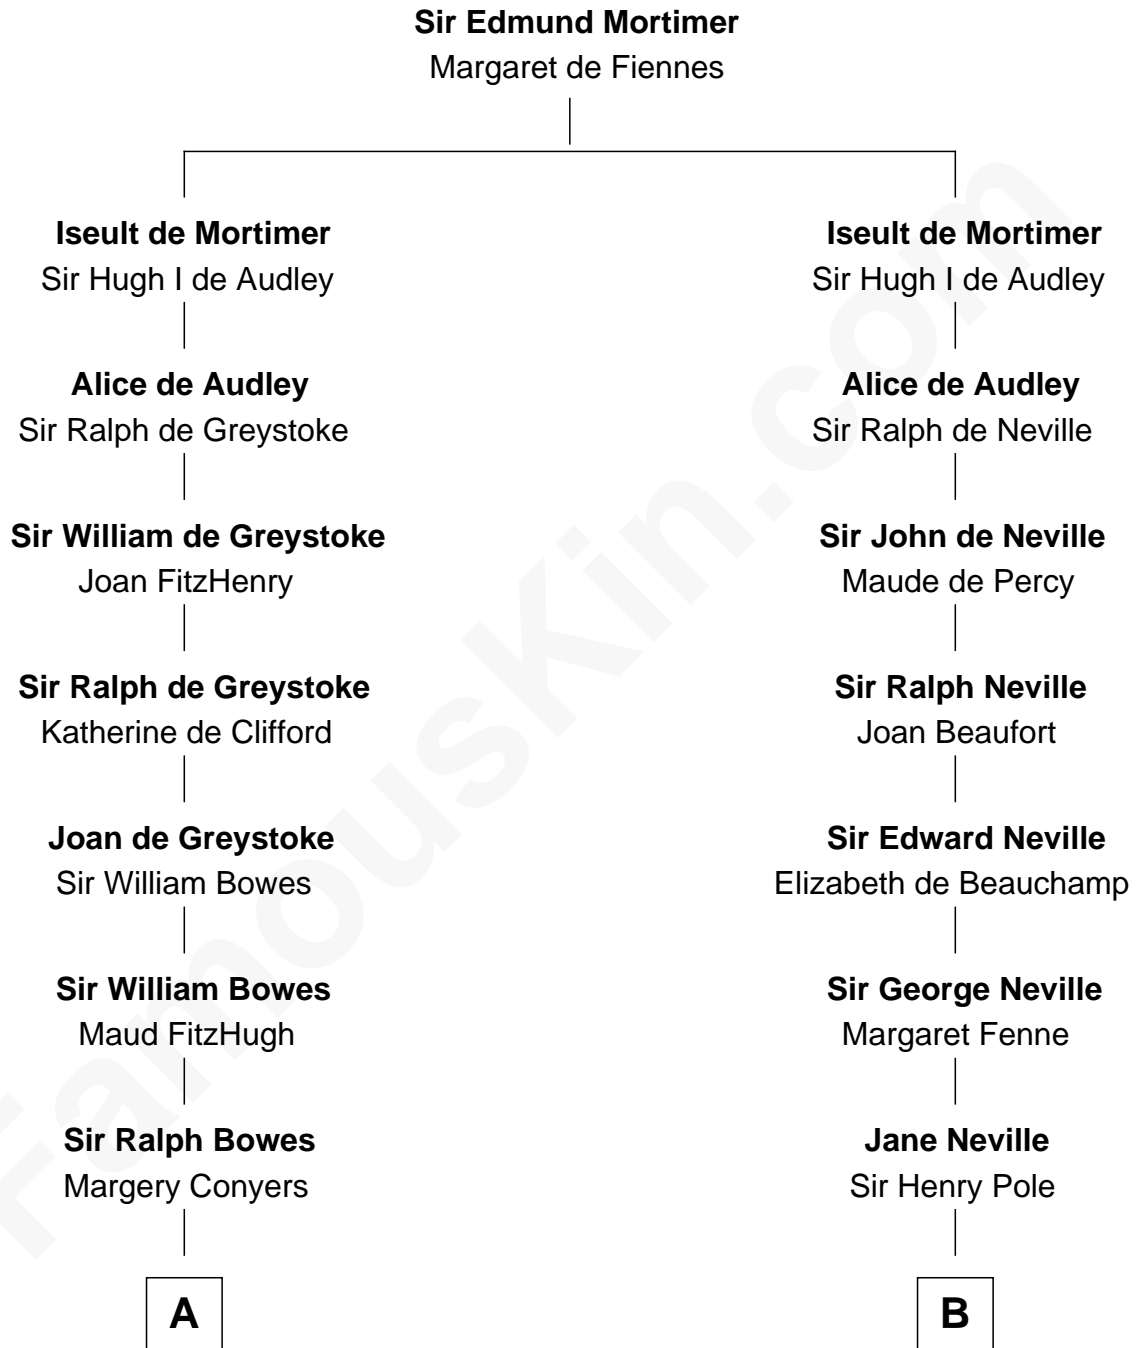 Sir Edmund Mortimer
Margaret de Fiennes
Iseult de Mortimer
Sir Hugh I de Audley
Iseult de Mortimer
Sir Hugh I de Audley
Alice de Audley
Sir Ralph de Greystoke
Alice de Audley
Sir Ralph de Neville
Sir William de Greystoke
Joan FitzHenry
Sir John de Neville
Maude de Percy
Sir Ralph de Greystoke
Katherine de Clifford
Sir Ralph Neville
Joan Beaufort
Joan de Greystoke
Sir William Bowes
Sir Edward Neville
Elizabeth de Beauchamp
Sir William Bowes
Maud FitzHugh
Sir George Neville
Margaret Fenne
Sir Ralph Bowes
Margery Conyers
Jane Neville
Sir Henry Pole
A
B
FamousKin.com